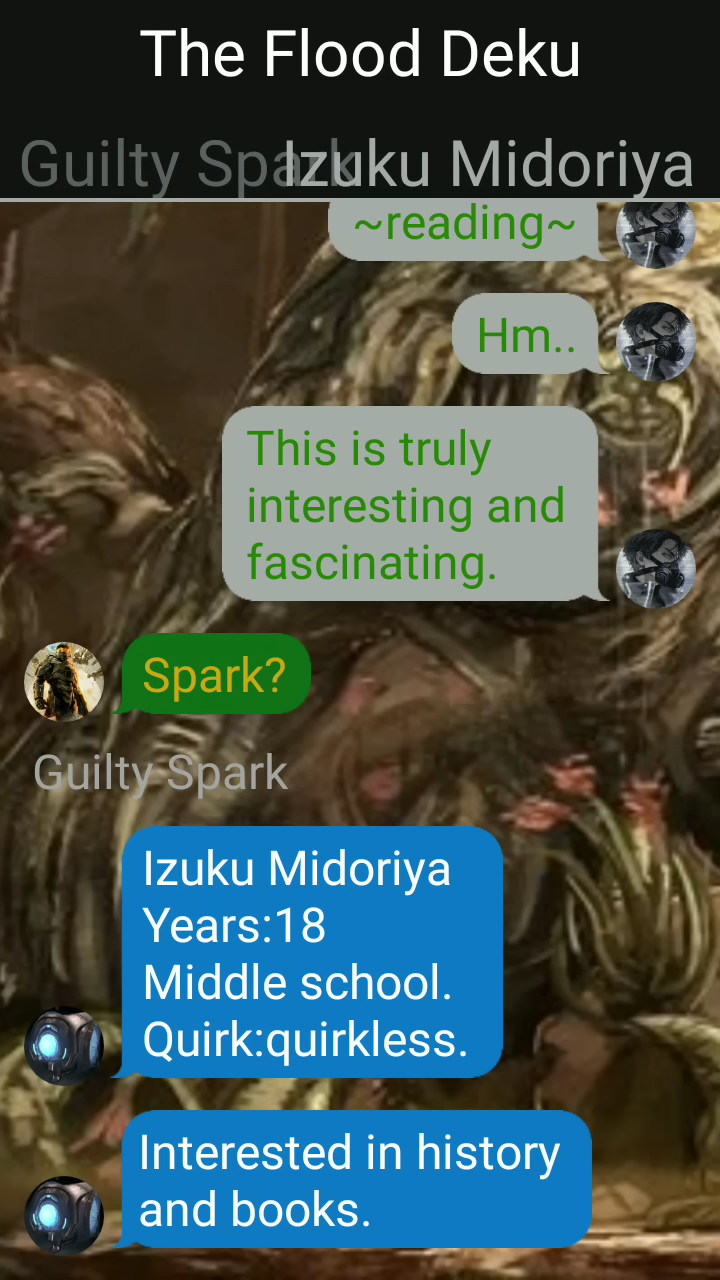 The Flood Deku
Guilty Spark
Izuku Midoriya
~reading~
Hm..
This is truly
interesting and
fascinating.
Spark?
Guilty Spark
Izuku Midoriya
Years:18
Middle school.
Quirk:quirkless.
Interested in history
and books.